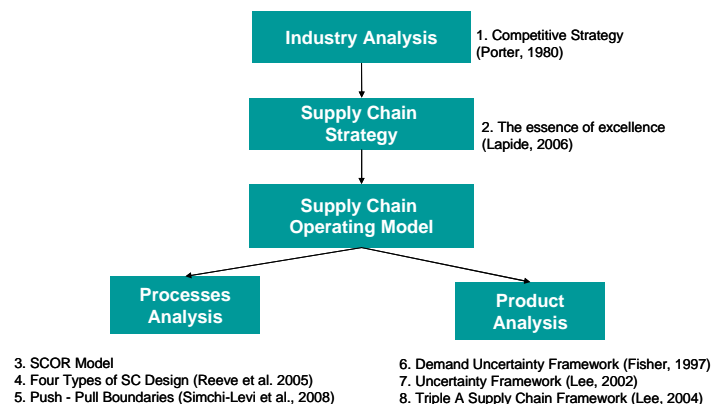 Industry Analysis
1. Competitive Strategy
(Porter, 1980)
Supply Chain
Strategy
2. The essence of excellence
(Lapide, 2006)
Supply Chain
Operating Model
Processes
Analysis
Product
Analysis
3. SCOR Model
4. Four Types of SC Design (Reeve et al. 2005)
5. Push - Pull Boundaries (Simchi-Levi et al., 2008)
6. Demand Uncertainty Framework (Fisher, 1997)
7. Uncertainty Framework (Lee, 2002)
8. Triple A Supply Chain Framework (Lee, 2004)